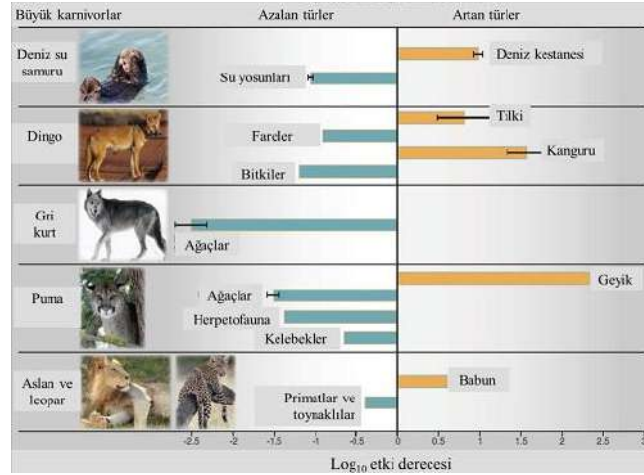 Büyük karnivorlar Azalan türler Artan türler
Deniz su
samuru
Deniz kestanesi
Su yosunları
Dingo
Tilki
Fareler
Kanguru
Bitkiler
Gri
kurt
Ağaçlar
Puma
Geyik
Ağaçlar
Herpetofauna
Kelebekler
Aslan ve
leopar
Babun
Primatlar ve
toynaklılar
-2.5 -2 -1.5 -1 -0.5 0 0.5 1 1.5 2 2.5
Log10 etki derecesi